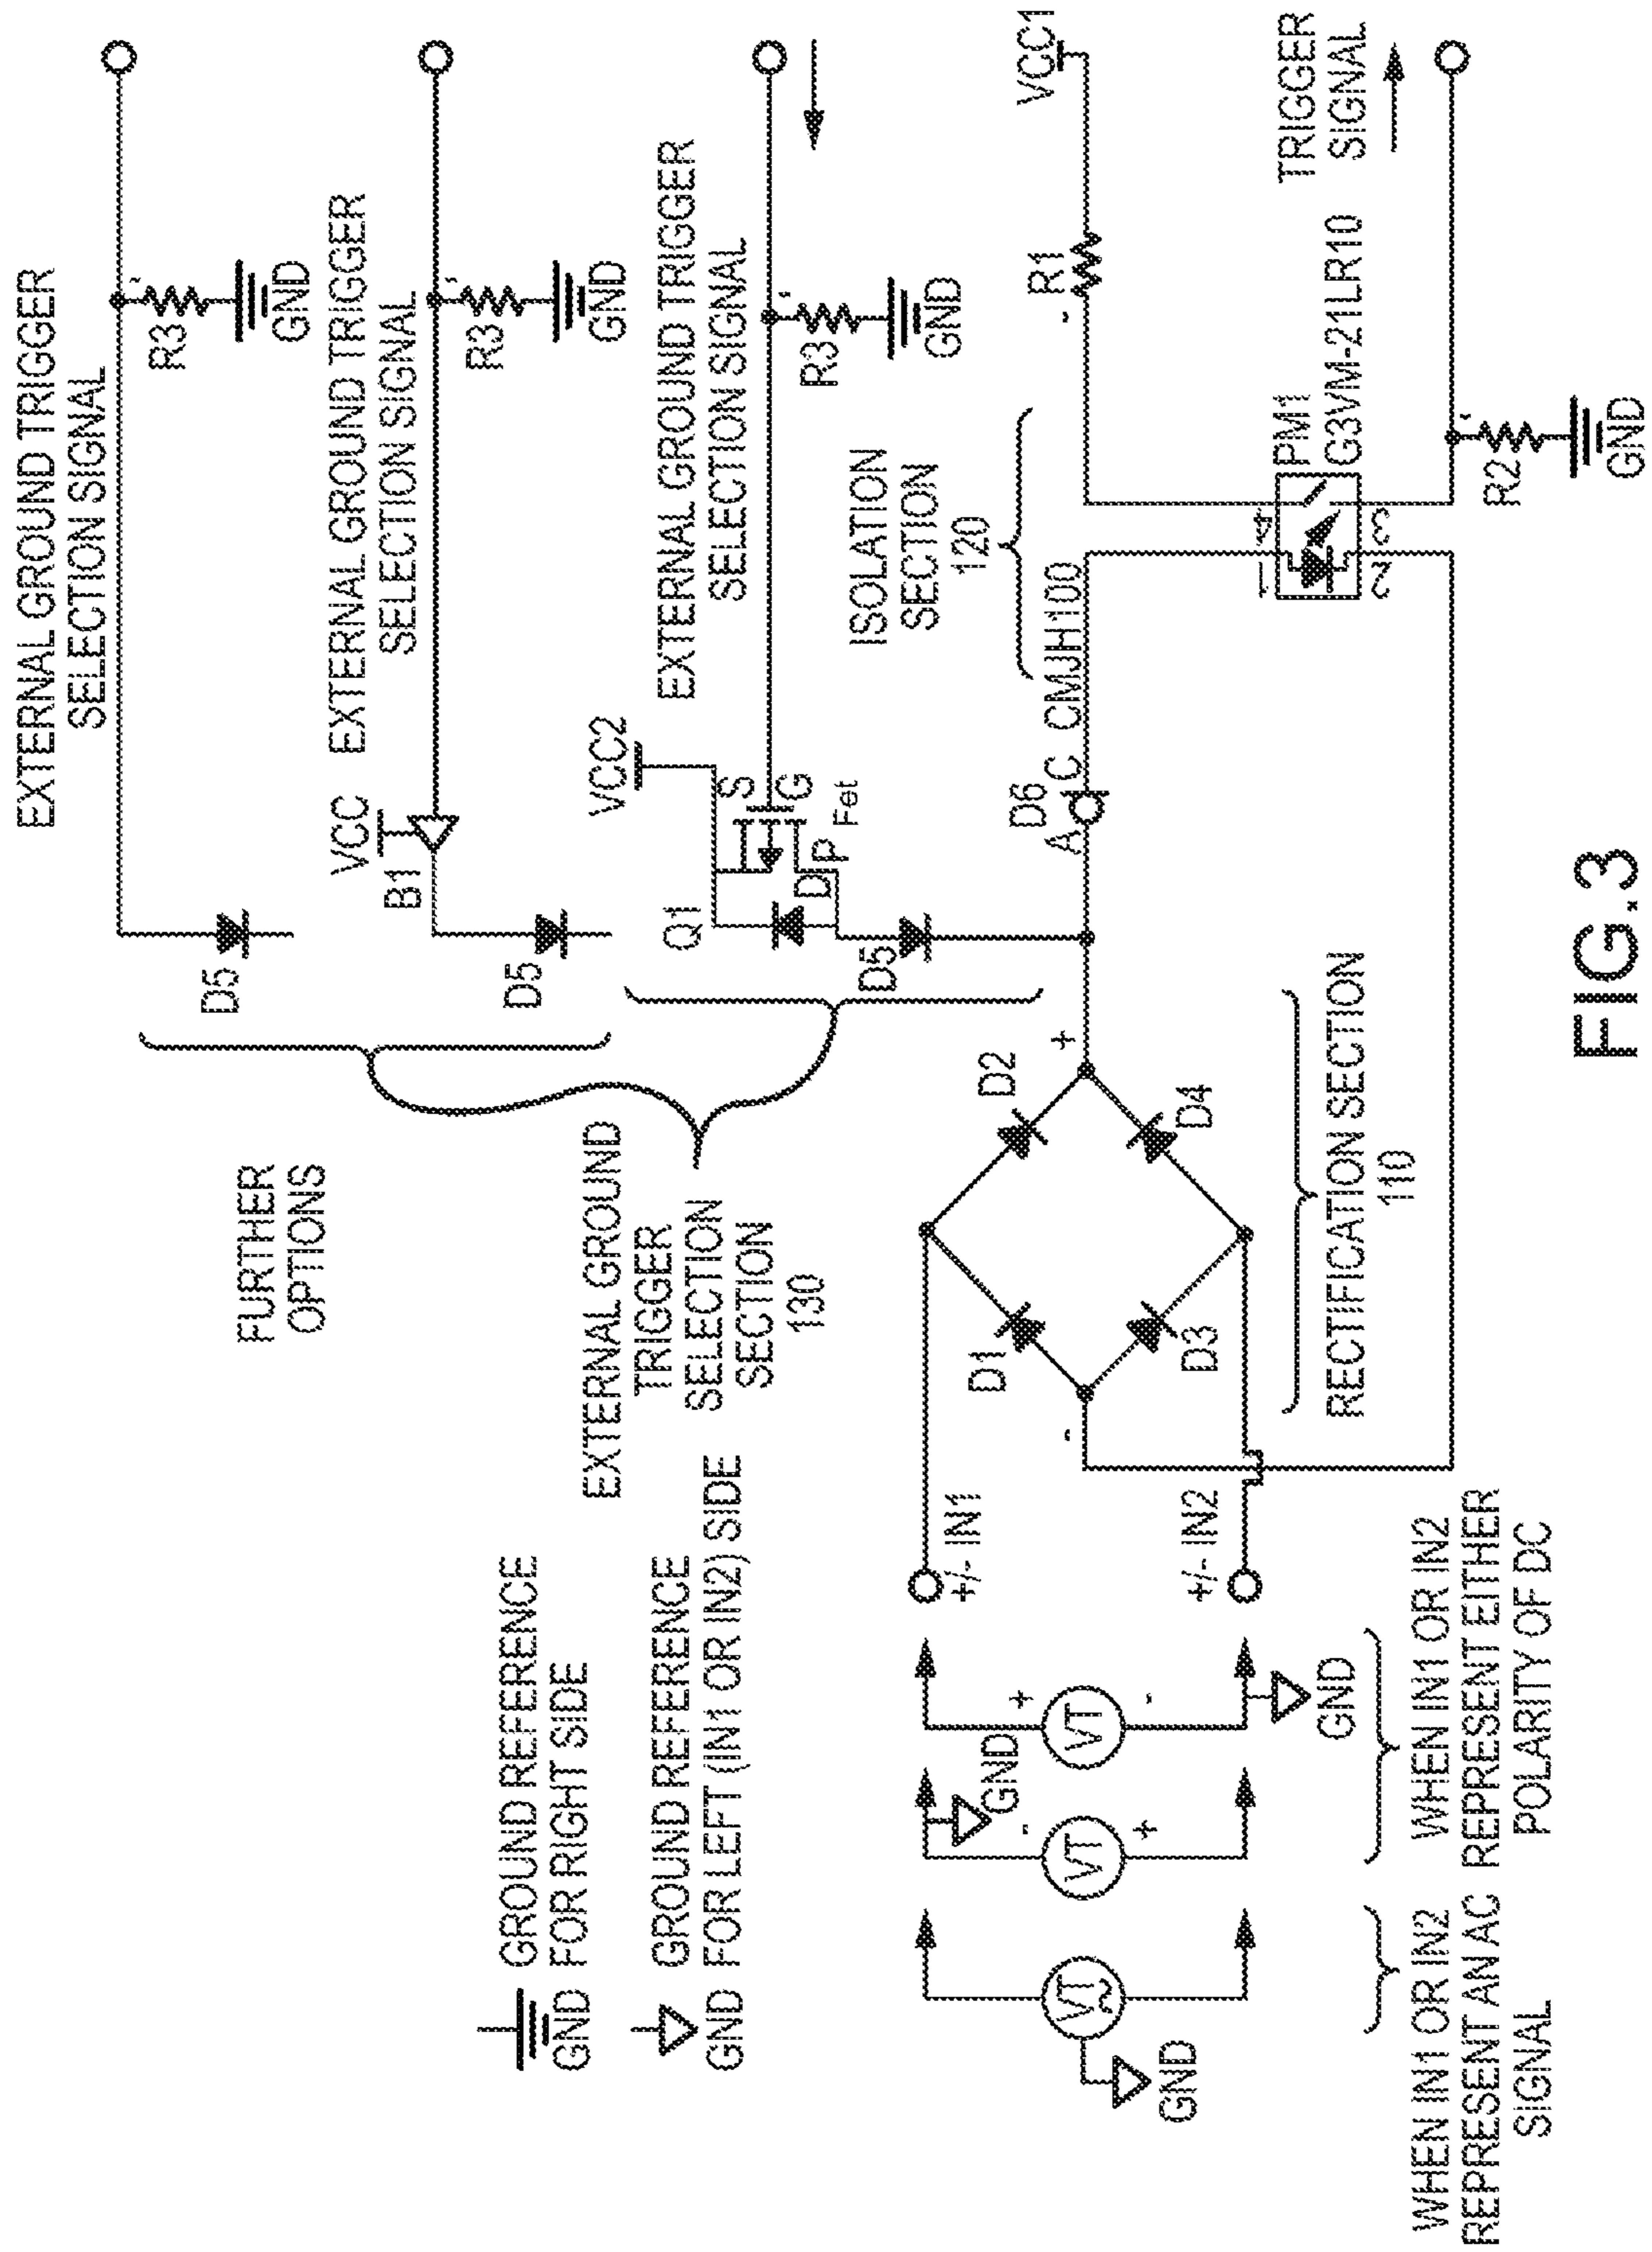 EXTERNAL GROUND TRIGGER
SELECTION SIGNAL
D5
R3
GND
VCC
B1
EXTERNAL GROUND TRIGGER
SELECTION SIGNAL
D5
R3
GND
FURTHER
OPTIONS
VCC2
EXTERNAL GROUND TRIGGER
SELECTION SIGNAL
Q1
S
G
D
P
Fet
D5
R3
GND
EXTERNAL GROUND
TRIGGER
SELECTION
SECTION
130
GND
GROUND REFERENCE
FOR RIGHT SIDE
GND
GROUND REFERENCE
FOR LEFT (IN1 OR IN2) SIDE
ISOLATION
SECTION
120
VCC1
R1
D6
A
C
CMJH100
+/- IN1
+/- IN2
D1
D2
D3
D4
-
+
VT
~
GND
VT
-
+
GND
VT
+
-
GND
1
4
2
3
PM1
G3VM-21LR10
TRIGGER
SIGNAL
R2
GND
RECTIFICATION SECTION
110
WHEN IN1 OR IN2
REPRESENT AN AC
SIGNAL
WHEN IN1 OR IN2
REPRESENT EITHER
POLARITY OF DC
FIG.3